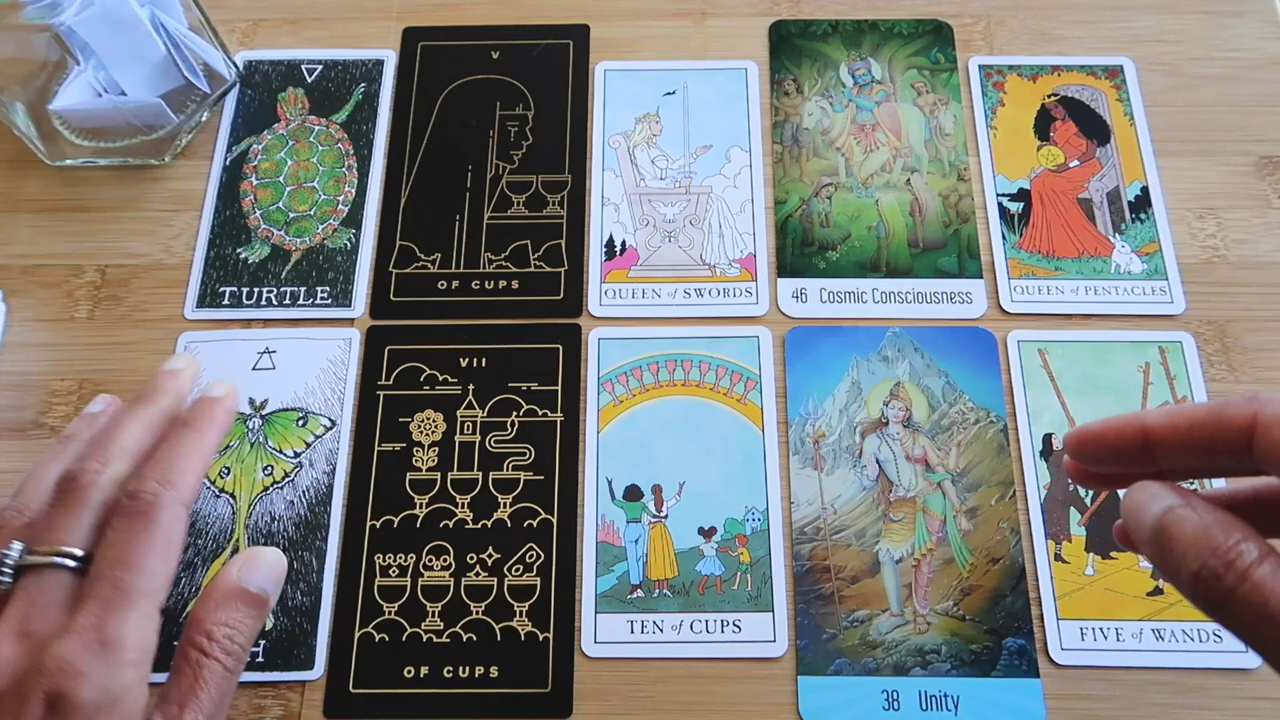 TURTLE
V
OF CUPS
QUEEN of SWORDS
46 Cosmic Consciousness
QUEEN of PENTACLES
VII
OF CUPS
TEN of CUPS
38 Unity
FIVE of WANDS